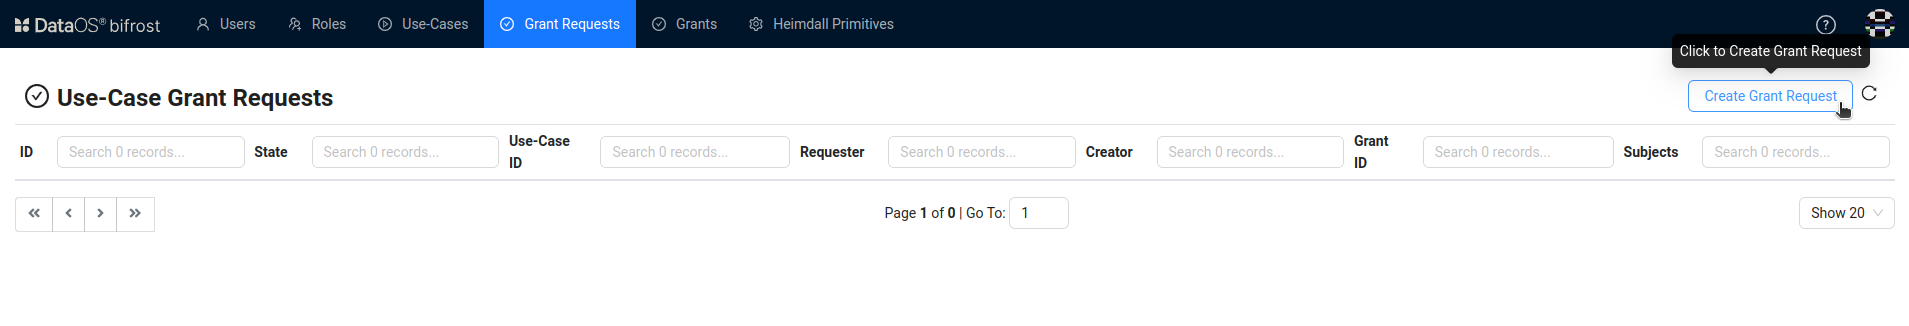 DataOS® bifrost Users Roles Use-Cases Grant Requests Grants Heimdall Primitives ?
Click to Create Grant Request
Use-Case Grant Requests Create Grant Request
ID Search 0 records... State Search 0 records... Use-Case ID Search 0 records... Requester Search 0 records... Creator Search 0 records... Grant ID Search 0 records... Subjects Search 0 records...
Page 1 of 0 | Go To: 1 Show 20